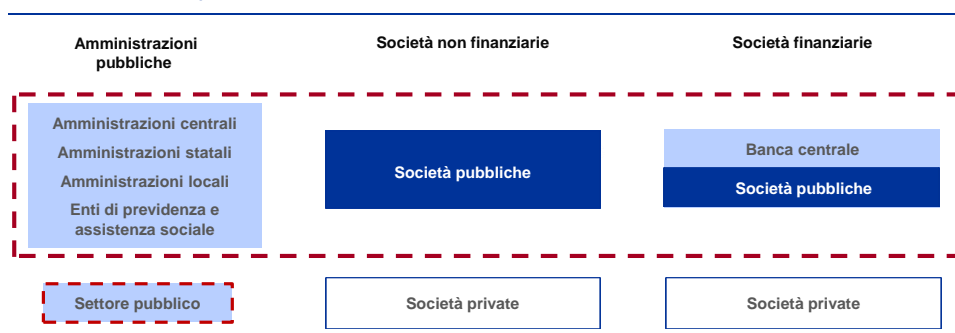 Amministrazioni
pubbliche
Società non finanziarie
Società finanziarie
Amministrazioni centrali
Amministrazioni statali
Amministrazioni locali
Enti di previdenza e
assistenza sociale
Società pubbliche
Banca centrale
Società pubbliche
Settore pubblico
Società private
Società private